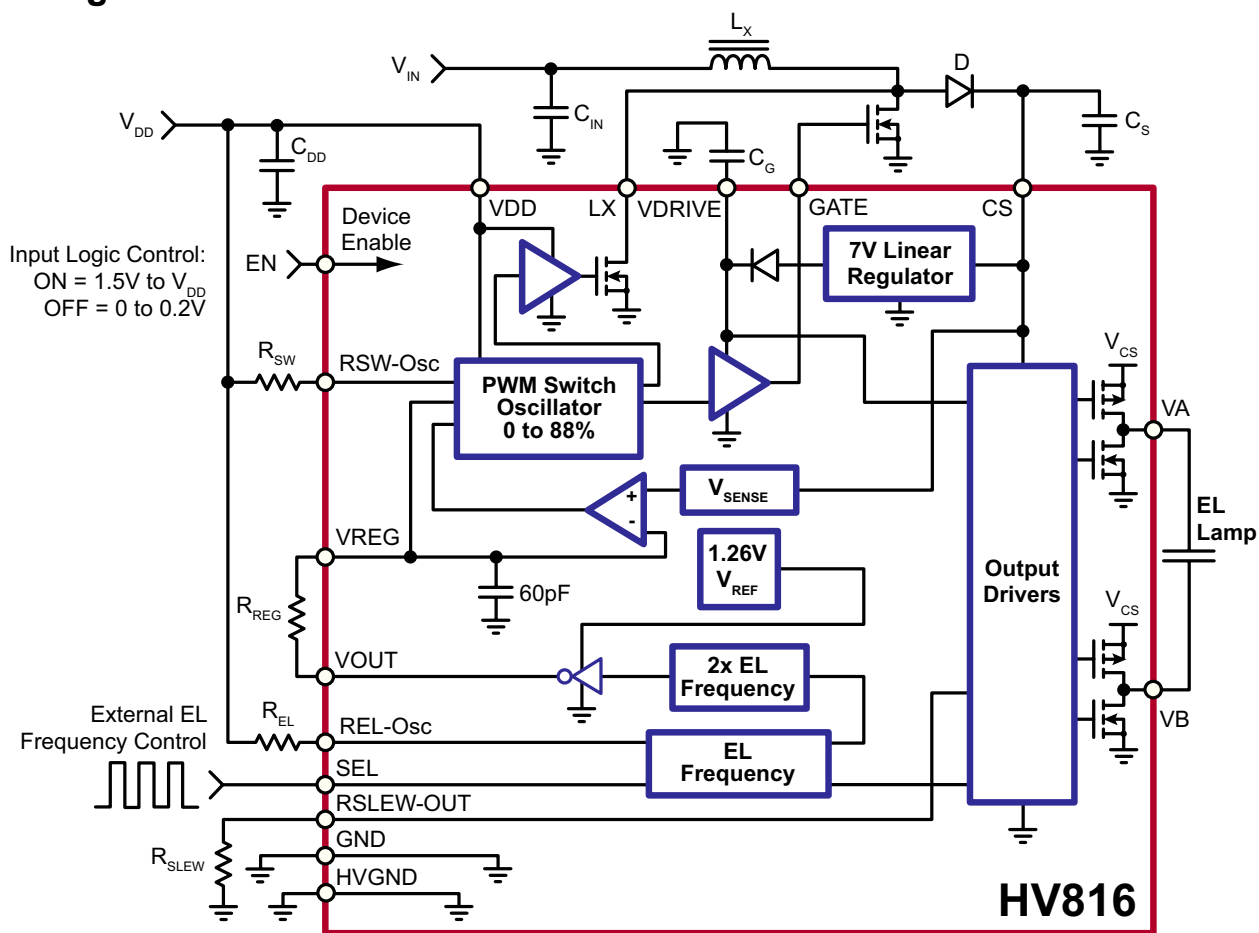 L_X
D
V_IN
C_IN
V_DD
C_DD
C_G
C_S
VDD
LX
VDRIVE
GATE
CS
Device
Enable
7V Linear
Regulator
Input Logic Control:
ON = 1.5V to V_DD
OFF = 0 to 0.2V
EN
R_SW
RSW-Osc
PWM Switch
Oscillator
0 to 88%
V_CS
VA
V_SENSE
+
-
EL
Lamp
VREG
1.26V
V_REF
60pF
Output
Drivers
R_REG
V_CS
VOUT
2x EL
Frequency
External EL
Frequency Control
R_EL
REL-Osc
EL
Frequency
VB
SEL
RSLEW-OUT
R_SLEW
GND
HVGND
HV816